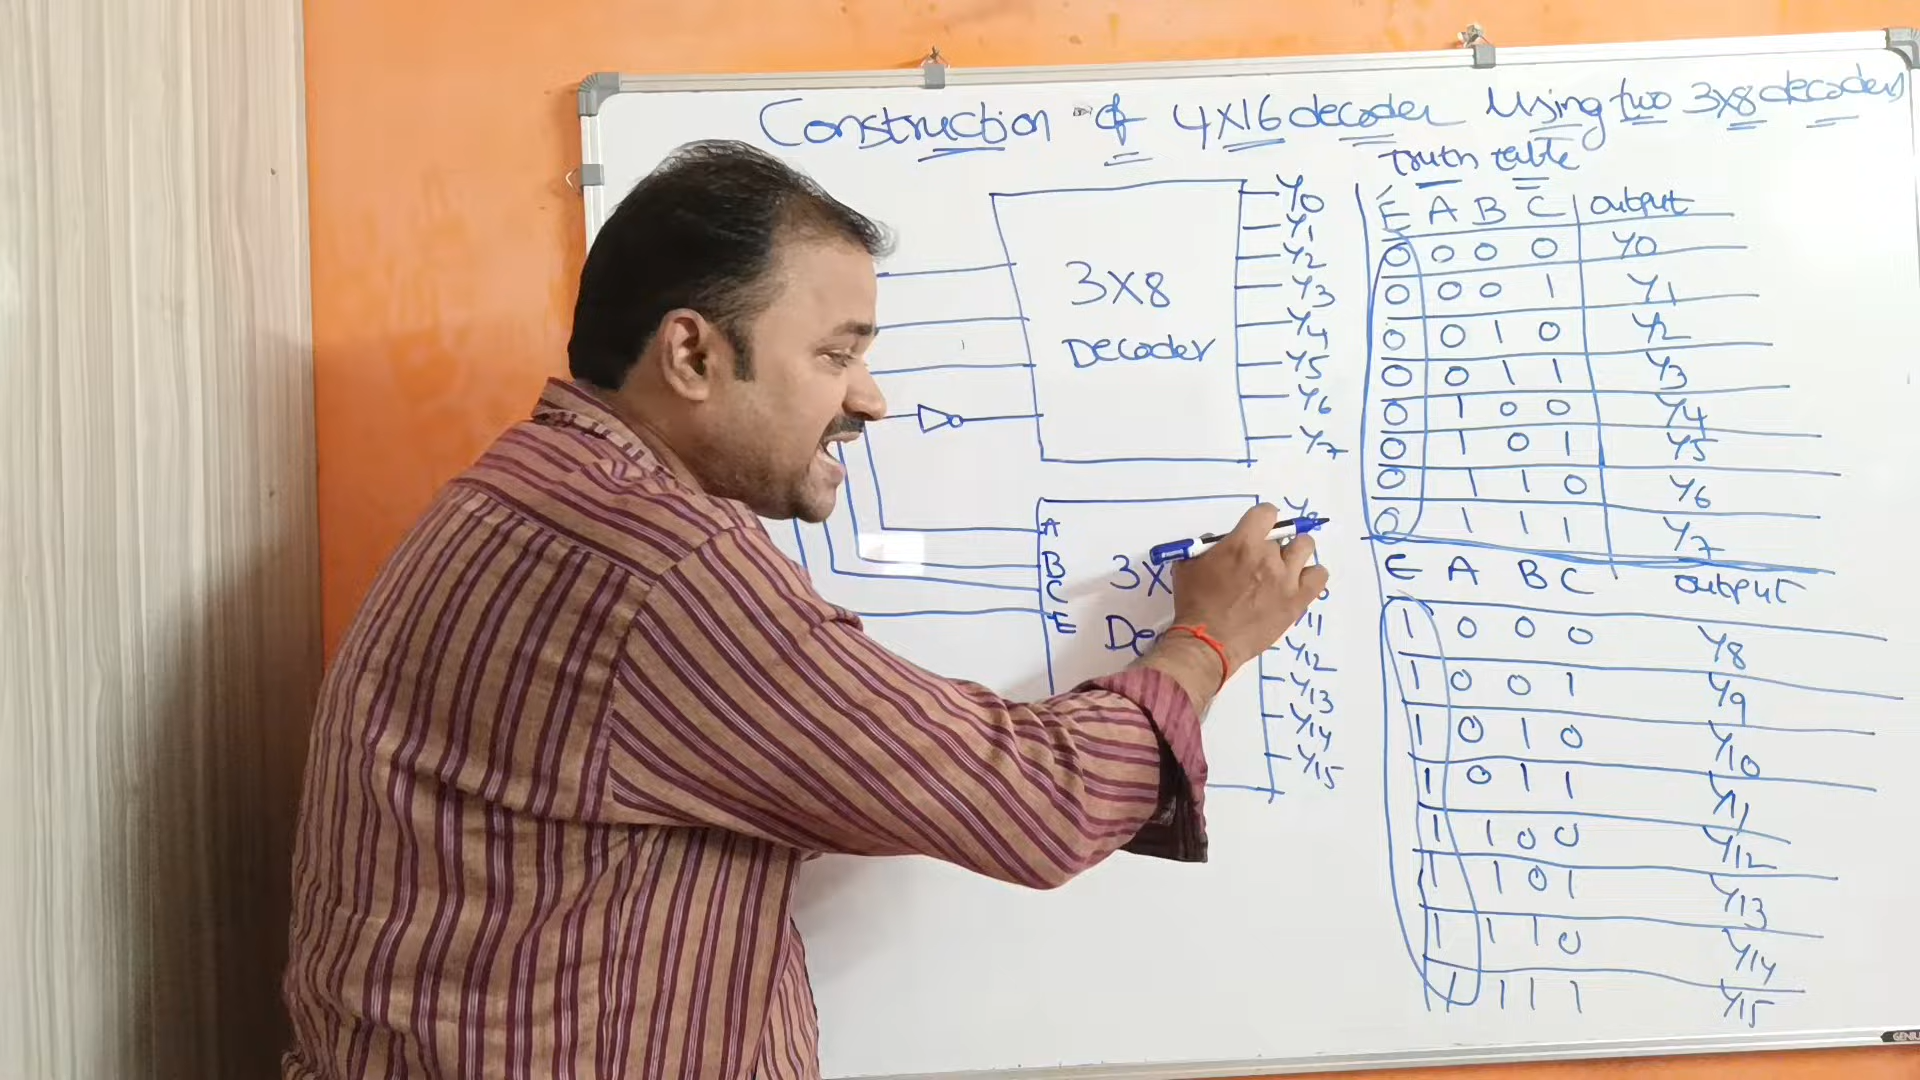 Construction of 4X16 decoder Using two 3X8 decoders
Truth table
Y0
Y1
Y2
Y3
Y4
Y5
Y6
Y7
3X8
Decoder
A
B
C
E
3X
Y11
Y12
Y13
Y14
Y15
E A B C output
0 0 0 0 Y0
0 0 0 1 Y1
0 0 1 0 Y2
0 0 1 1 Y3
0 1 0 0 Y4
0 1 0 1 Y5
0 1 1 0 Y6
0 1 1 1 Y7
E A B C output
1 0 0 0 Y8
1 0 0 1 Y9
1 0 1 0 Y10
1 0 1 1 Y11
1 1 0 0 Y12
1 1 0 1 Y13
1 1 1 0 Y14
1 1 1 1 Y15